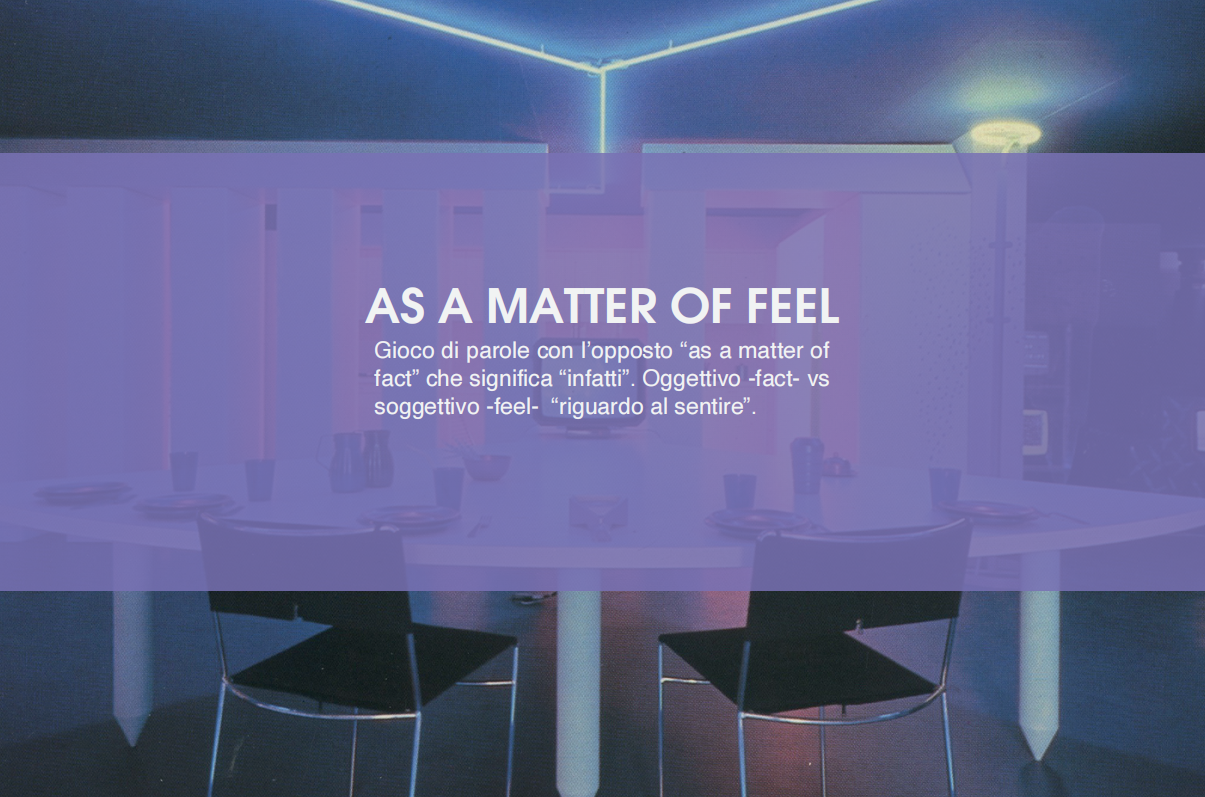 AS A MATTER OF FEEL
Gioco di parole con l’opposto “as a matter of
fact” che significa “infatti”. Oggettivo -fact- vs
soggettivo -feel-  “riguardo al sentire”.